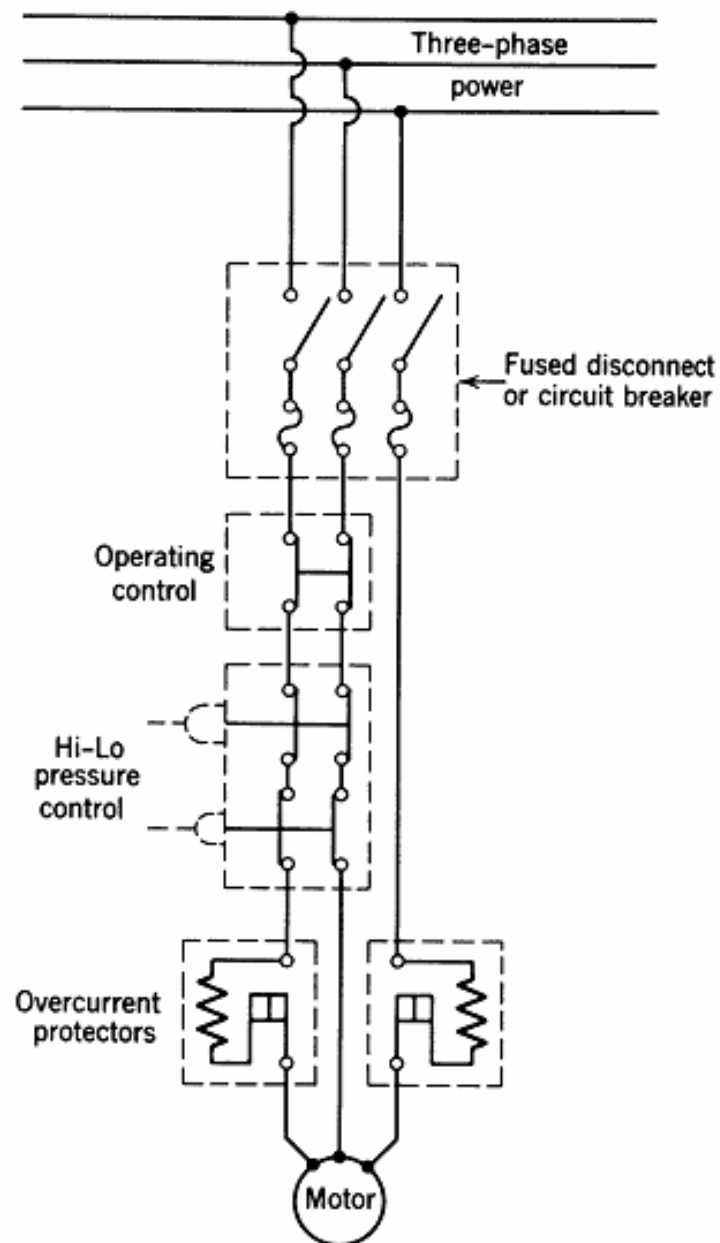 Three-phase
power
Fused disconnect
or circuit breaker
Operating
control
Hi-Lo
pressure
control
Overcurrent
protectors
Motor